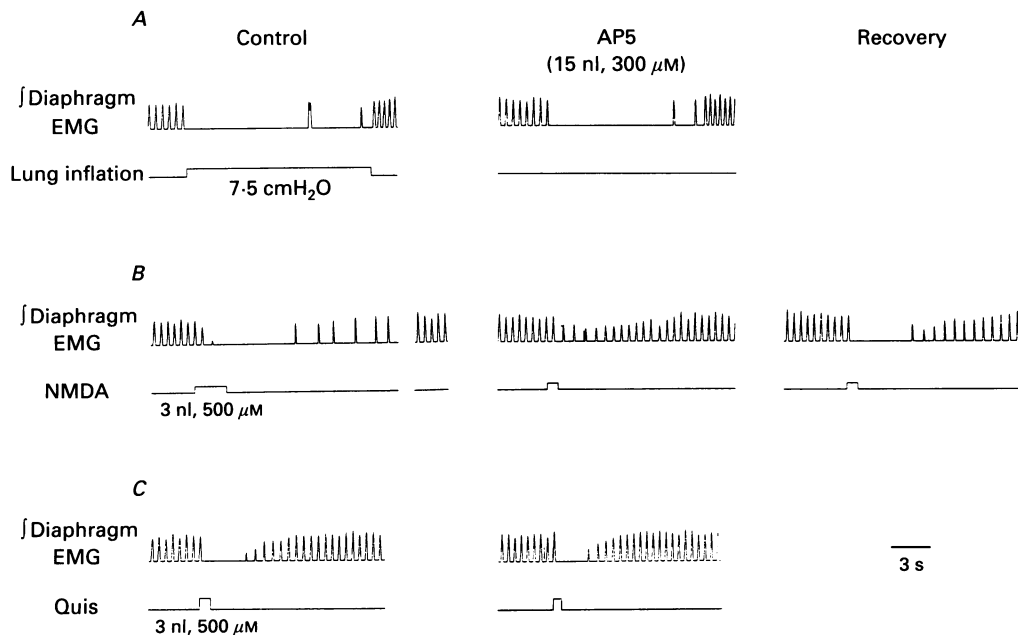 A
Control
AP5
(15 nl, 300 μM)
Recovery
∫Diaphragm
EMG
Lung inflation
7·5 cmH₂O
B
∫Diaphragm
EMG
NMDA
3 nl, 500 μM
C
∫Diaphragm
EMG
3 s
Quis
3 nl, 500 μM